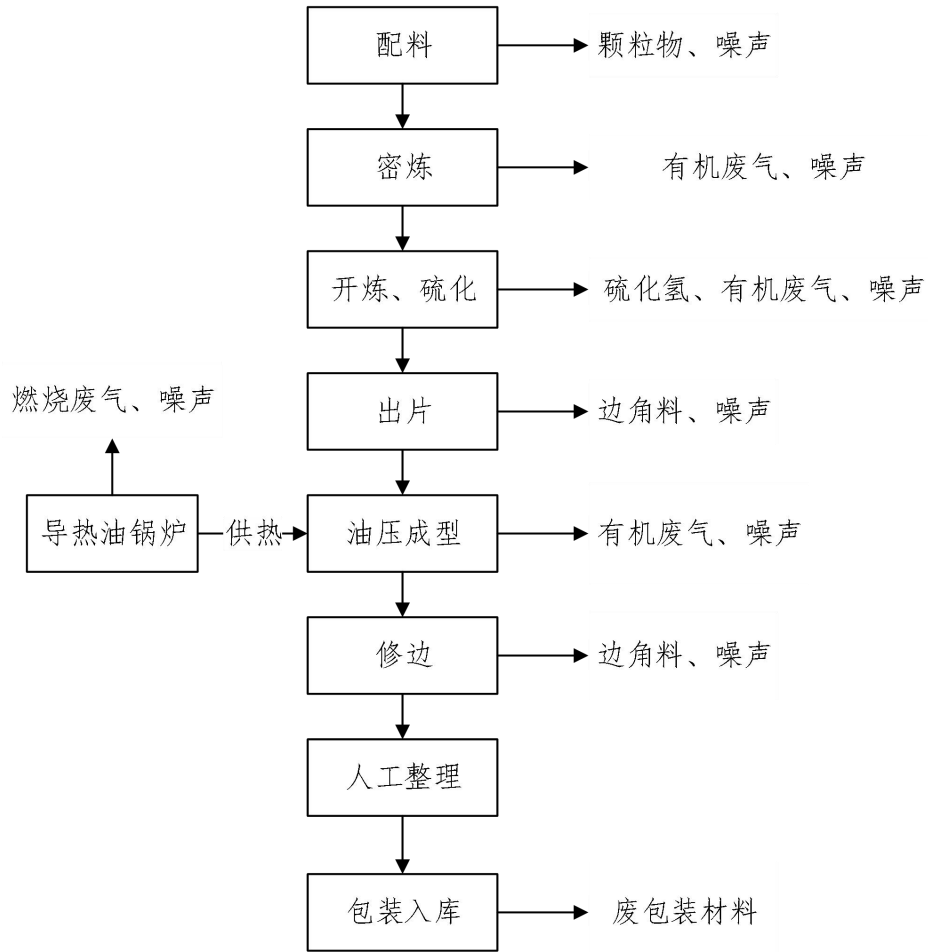 配料
颗粒物、噪声
密炼
有机废气、噪声
开炼、硫化
硫化氢、有机废气、噪声
燃烧废气、噪声
出片
边角料、噪声
导热油锅炉
供热
油压成型
有机废气、噪声
修边
边角料、噪声
人工整理
包装入库
废包装材料